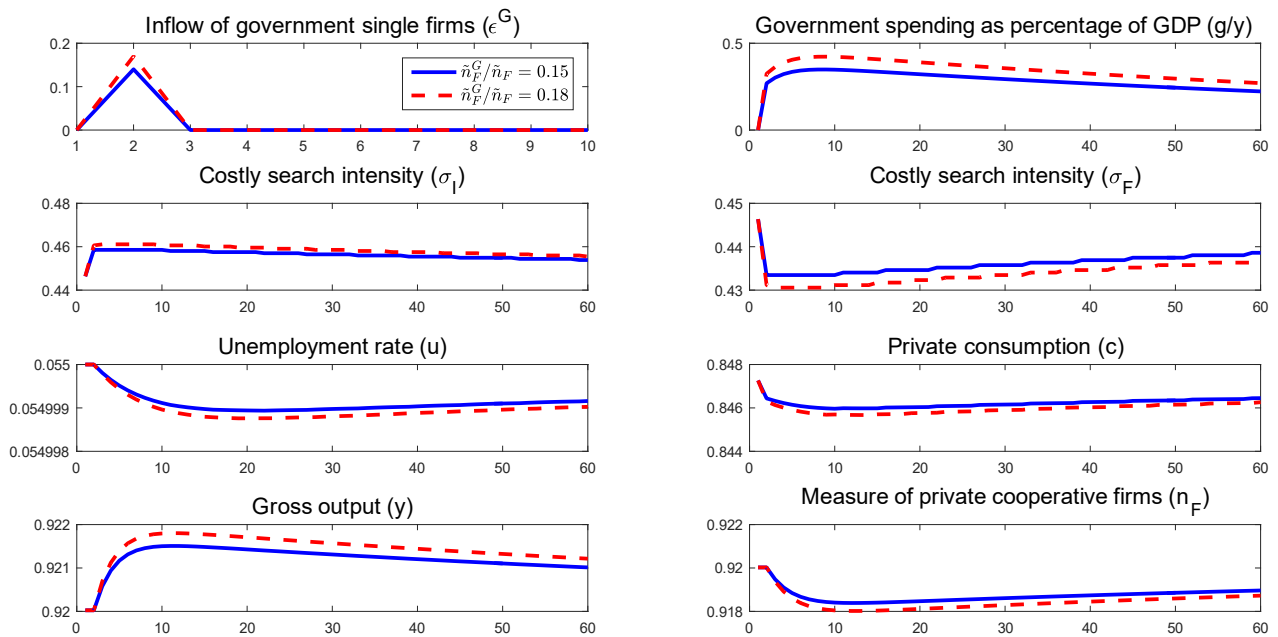 Inflow of government single firms (ϵ^G)
0.2
0.1
0
1 2 3 4 5 6 7 8 9 10
ñ_F^G/ñ_F = 0.15
ñ_F^G/ñ_F = 0.18
Government spending as percentage of GDP (g/y)
0.5
0
0 10 20 30 40 50 60
Costly search intensity (σ_I)
0.48
0.46
0.44
0 10 20 30 40 50 60
Costly search intensity (σ_F)
0.45
0.44
0.43
0 10 20 30 40 50 60
Unemployment rate (u)
0.055
0.054999
0.054998
0 10 20 30 40 50 60
Private consumption (c)
0.848
0.846
0.844
0 10 20 30 40 50 60
Gross output (y)
0.922
0.921
0.92
0 10 20 30 40 50 60
Measure of private cooperative firms (n_F)
0.922
0.92
0.918
0 10 20 30 40 50 60